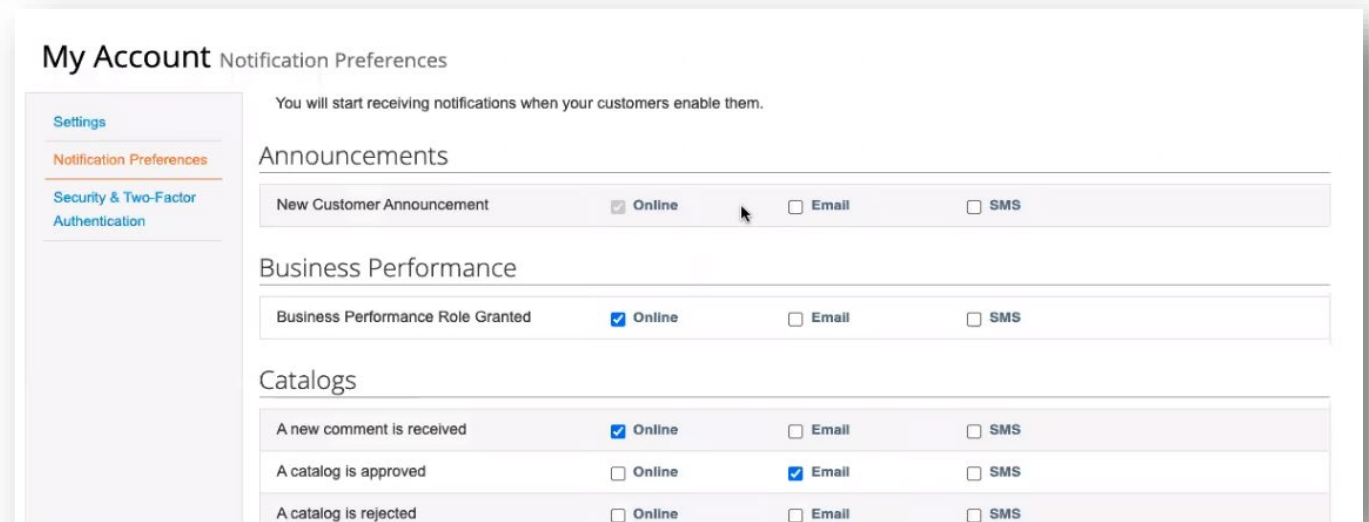 My Account Notification Preferences
You will start receiving notifications when your customers enable them.
Settings
Notification Preferences
Security & Two-Factor
Authentication
Announcements
New Customer Announcement Online Email SMS
Business Performance
Business Performance Role Granted Online Email SMS
Catalogs
A new comment is received Online Email SMS
A catalog is approved Online Email SMS
A catalog is rejected Online Email SMS